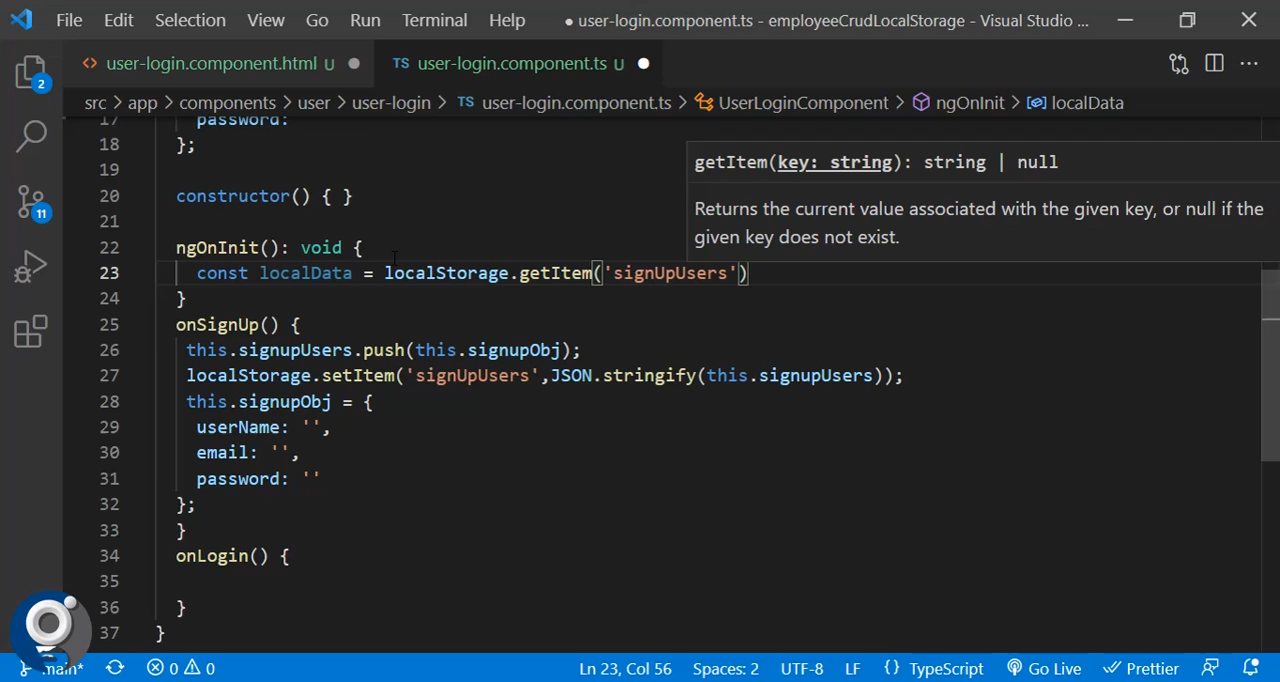 File Edit Selection View Go Run Terminal Help ● user-login.component.ts - employeeCrudLocalStorage - Visual Studio ...
user-login.component.html U TS user-login.component.ts U
src > app > components > user > user-login > TS user-login.component.ts > UserLoginComponent > ngOnInit > localData
17 password:
18 };
19
getItem(key: string): string | null
20 constructor() { }
Returns the current value associated with the given key, or null if the
21
given key does not exist.
22 ngOnInit(): void {
23 const localData = localStorage.getItem('signUpUsers')
24 }
25 onSignUp() {
26 this.signupUsers.push(this.signupObj);
27 localStorage.setItem('signUpUsers',JSON.stringify(this.signupUsers));
28 this.signupObj = {
29 userName: '',
30 email: '',
31 password: ''
32 };
33 }
34 onLogin() {
35
36 }
37 }
2
11
main* 0 0 Ln 23, Col 56 Spaces: 2 UTF-8 LF {} TypeScript Go Live Prettier